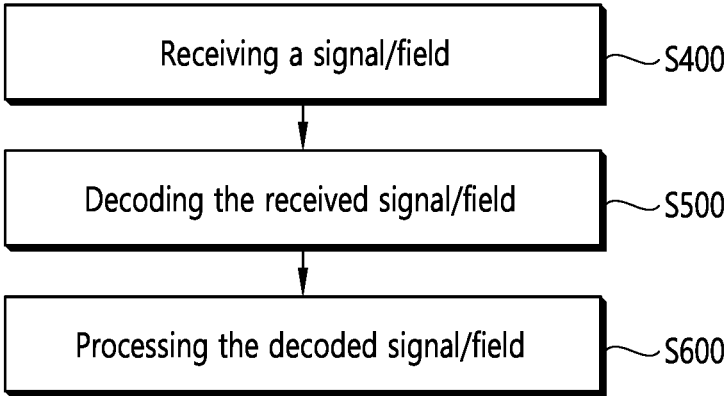 Receiving a signal/field
S400
Decoding the received signal/field
S500
Processing the decoded signal/field
S600